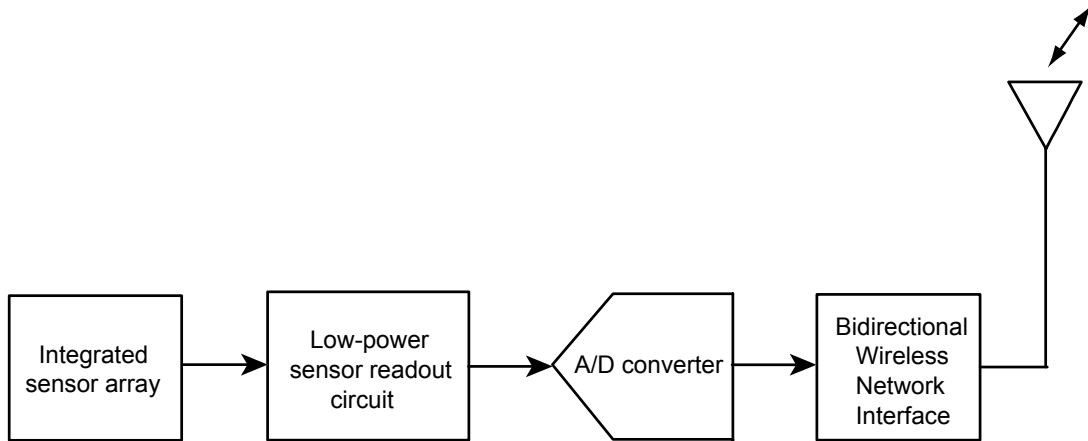 Integrated
sensor array
Low-power
sensor readout
circuit
A/D converter
Bidirectional
Wireless
Network
Interface